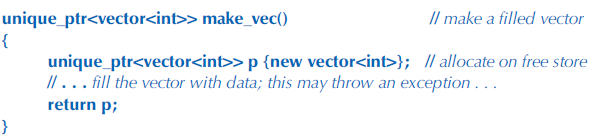 unique_ptr<vector<int>> make_vec() // make a filled vector
{
unique_ptr<vector<int>> p {new vector<int>}; // allocate on free store
// . . . fill the vector with data; this may throw an exception . . .
return p;
}